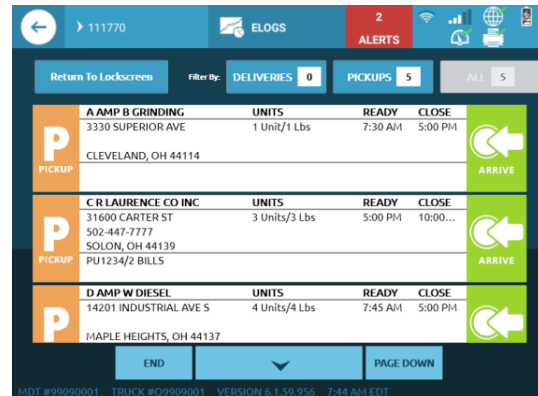 111770
ELOGS
2
ALERTS
Return To Lockscreen
Filter By:
DELIVERIES 0
PICKUPS 5
ALL 5
A AMP B GRINDING UNITS READY CLOSE
3330 SUPERIOR AVE 1 Unit/1 Lbs 7:30 AM 5:00 PM
CLEVELAND, OH 44114
P
PICKUP
ARRIVE
C R LAURENCE CO INC UNITS READY CLOSE
31600 CARTER ST 3 Units/3 Lbs 5:00 PM 10:00...
502-447-7777
SOLON, OH 44139
PU1234/2 BILLS
P
PICKUP
ARRIVE
D AMP W DIESEL UNITS READY CLOSE
14201 INDUSTRIAL AVE S 4 Units/4 Lbs 7:45 AM 5:00 PM
MAPLE HEIGHTS, OH 44137
P
END
PAGE DOWN
MDT #99090001 TRUCK #O9909001 VERSION 6.1.59.956 7:44 AM EDT